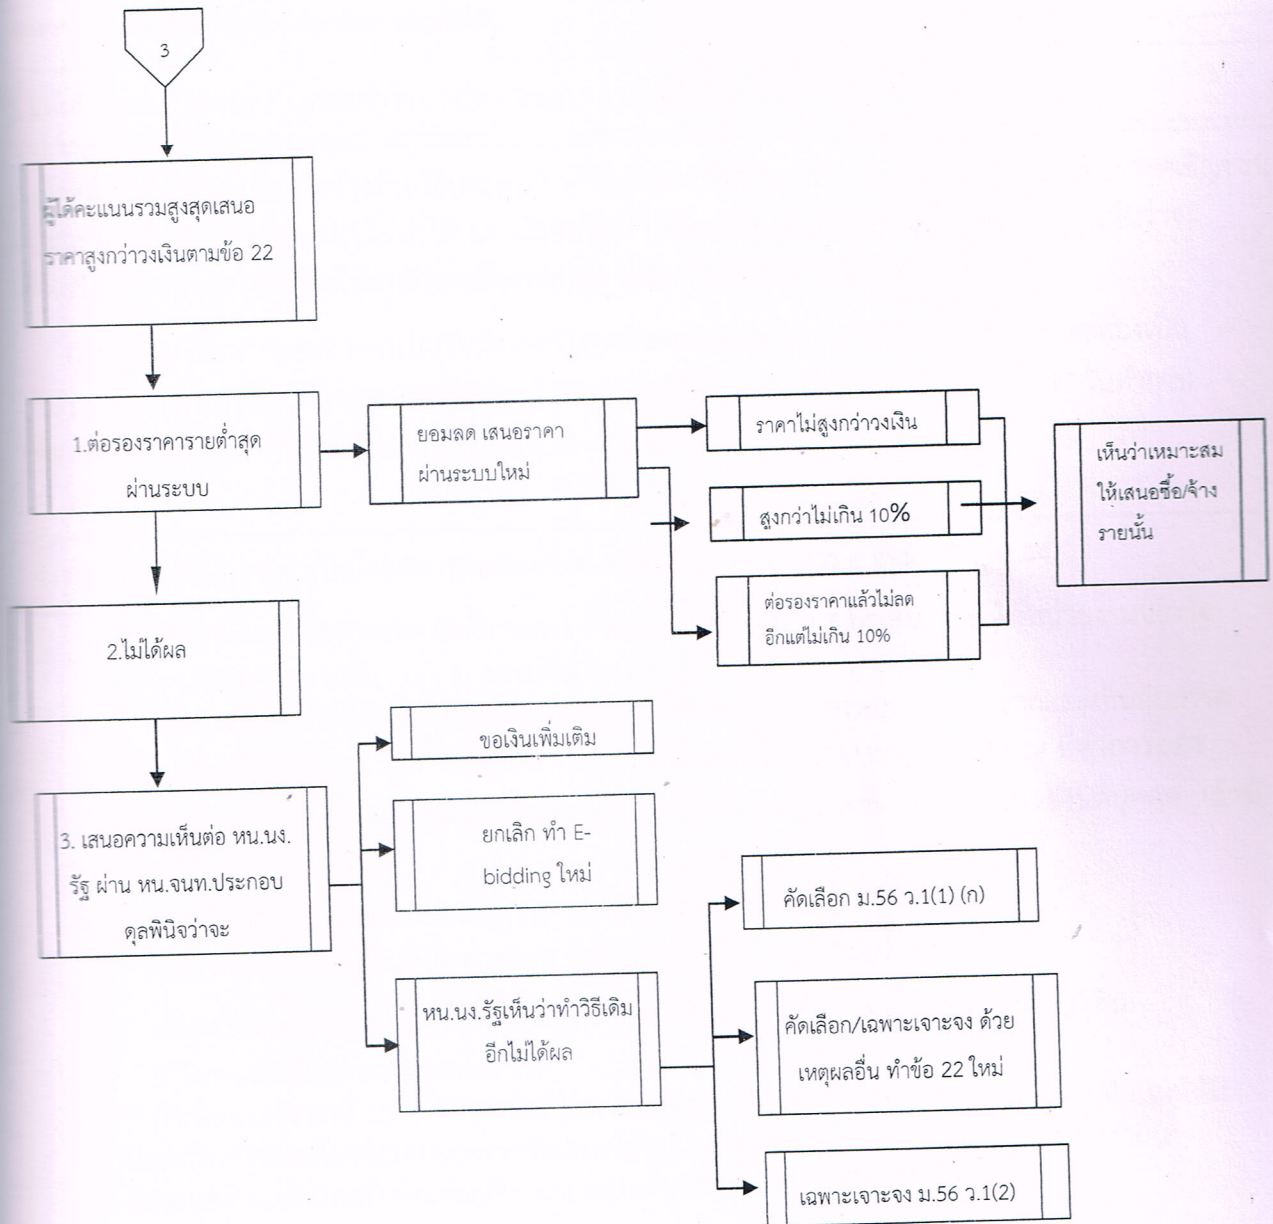 3
ผู้ได้คะแนนรวมสูงสุดเสนอ
ราคาสูงกว่าวงเงินตามข้อ 22
1.ต่อรองราคารายต่ำสุด
ผ่านระบบ
ยอมลด เสนอราคา
ผ่านระบบใหม่
ราคาไม่สูงกว่าวงเงิน
สูงกว่าไม่เกิน 10%
ต่อรองราคาแล้วไม่ลด
อีกแต่ไม่เกิน 10%
เห็นว่าเหมาะสม
ให้เสนอซื้อ/จ้าง
รายนั้น
2.ไม่ได้ผล
3. เสนอความเห็นต่อ หน.นง.
รัฐ ผ่าน หน.จนท.ประกอบ
ดุลพินิจว่าจะ
ขอเงินเพิ่มเติม
ยกเลิก ทำ E-
bidding ใหม่
หน.นง.รัฐเห็นว่าทำวิธีเดิม
อีกไม่ได้ผล
คัดเลือก ม.56 ว.1(1) (ก)
คัดเลือก/เฉพาะเจาะจง ด้วย
เหตุผลอื่น ทำข้อ 22 ใหม่
เฉพาะเจาะจง ม.56 ว.1(2)